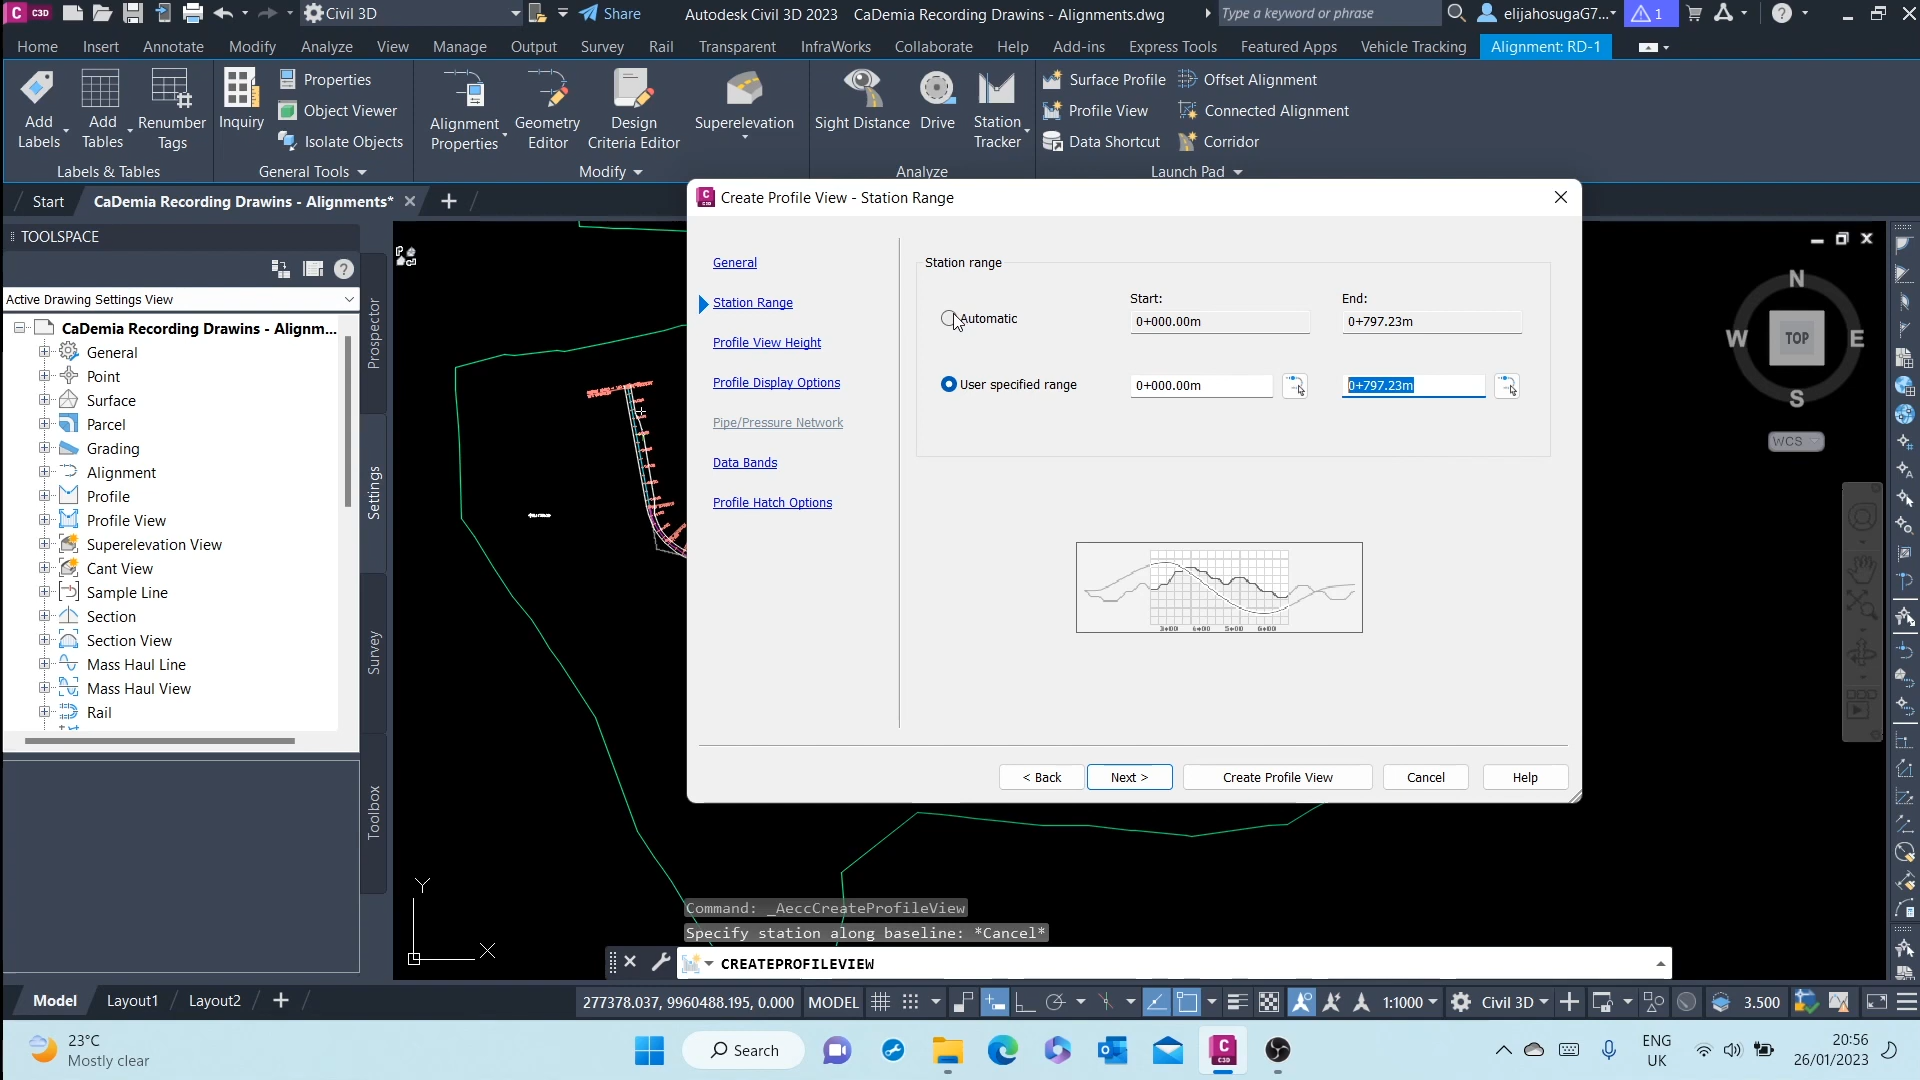 C3D Civil 3D Share Autodesk Civil 3D 2023 CaDemia Recording Drawins - Alignments.dwg Type a keyword or phrase elijahosugaG7... 1
Home Insert Annotate Modify Analyze View Manage Output Survey Rail Transparent InfraWorks Collaborate Help Add-ins Express Tools Featured Apps Vehicle Tracking Alignment: RD-1
Add Labels
Add Tables
Renumber Tags
Labels & Tables
Inquiry
Properties
Object Viewer
Isolate Objects
General Tools
Alignment Properties
Geometry Editor
Design Criteria Editor
Superelevation
Modify
Sight Distance
Drive
Station Tracker
Analyze
Surface Profile
Profile View
Data Shortcut
Offset Alignment
Connected Alignment
Corridor
Launch Pad
Start CaDemia Recording Drawins - Alignments*
TOOLSPACE
Active Drawing Settings View
CaDemia Recording Drawins - Alignm...
General
Point
Surface
Parcel
Grading
Alignment
Profile
Profile View
Superelevation View
Cant View
Sample Line
Section
Section View
Mass Haul Line
Mass Haul View
Rail
Prospector
Settings
Survey
Toolbox
Create Profile View - Station Range
General
Station Range
Profile View Height
Profile Display Options
Pipe/Pressure Network
Data Bands
Profile Hatch Options
Station range
Start: End:
Automatic 0+000.00m 0+797.23m
User specified range 0+000.00m 0+797.23m
3+00 4+00 5+00 6+00
< Back Next > Create Profile View Cancel Help
N
W TOP E
S
WCS
Y
X
Command: _AeccCreateProfileView
Specify station along baseline: *Cancel*
CREATEPROFILEVIEW
Model Layout1 Layout2 277378.037, 9960488.195, 0.000 MODEL 1:1000 Civil 3D 3.500
23°C
Mostly clear
Search
ENG
UK
20:56
26/01/2023